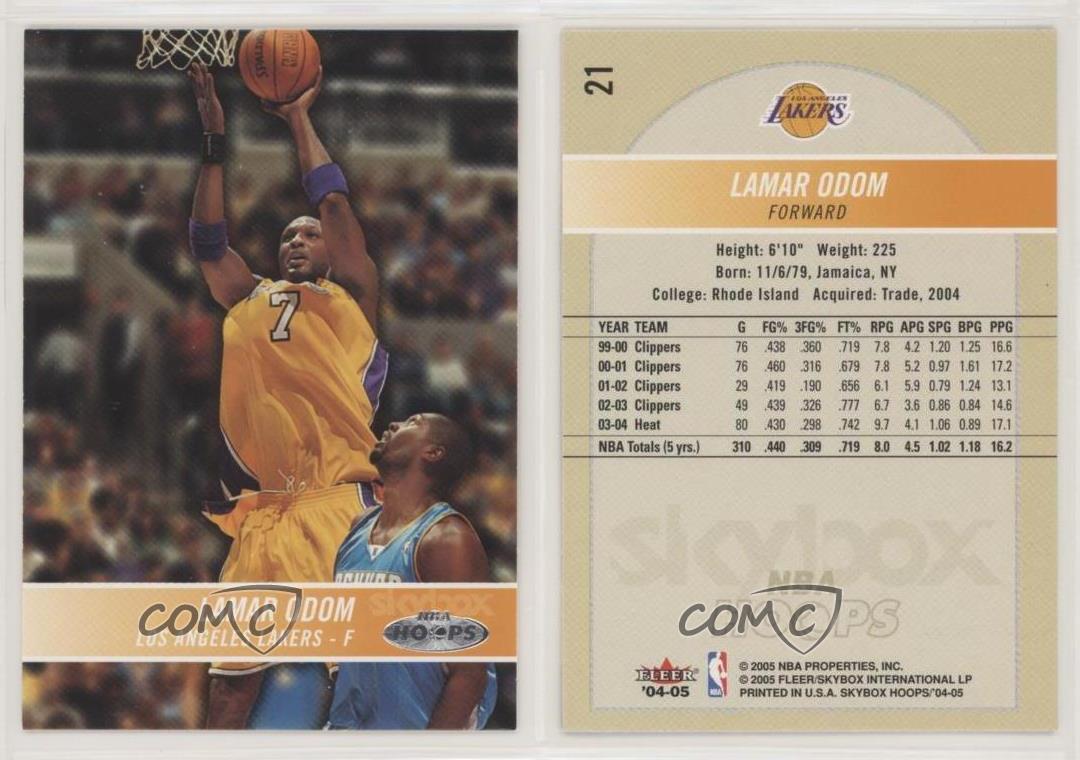 SPALDING
7
LAMAR ODOM
LOS ANGELES LAKERS - F
skybox
NBA
HOOPS
COMC
21
LOS ANGELES
LAKERS
LAMAR ODOM
FORWARD
Height: 6'10" Weight: 225
Born: 11/6/79, Jamaica, NY
College: Rhode Island Acquired: Trade, 2004
YEAR TEAM G FG% 3FG% FT% RPG APG SPG BPG PPG
99-00 Clippers 76 .438 .360 .719 7.8 4.2 1.20 1.25 16.6
00-01 Clippers 76 .460 .316 .679 7.8 5.2 0.97 1.61 17.2
01-02 Clippers 29 .419 .190 .656 6.1 5.9 0.79 1.24 13.1
02-03 Clippers 49 .439 .326 .777 6.7 3.6 0.86 0.84 14.6
03-04 Heat 80 .430 .298 .742 9.7 4.1 1.06 0.89 17.1
NBA Totals (5 yrs.) 310 .440 .309 .719 8.0 4.5 1.02 1.18 16.2
skybox
NBA
HOOPS
COMC
FLEER
'04-05
NBA
© 2005 NBA PROPERTIES, INC.
© 2005 FLEER/SKYBOX INTERNATIONAL LP
PRINTED IN U.S.A. SKYBOX HOOPS/'04-05